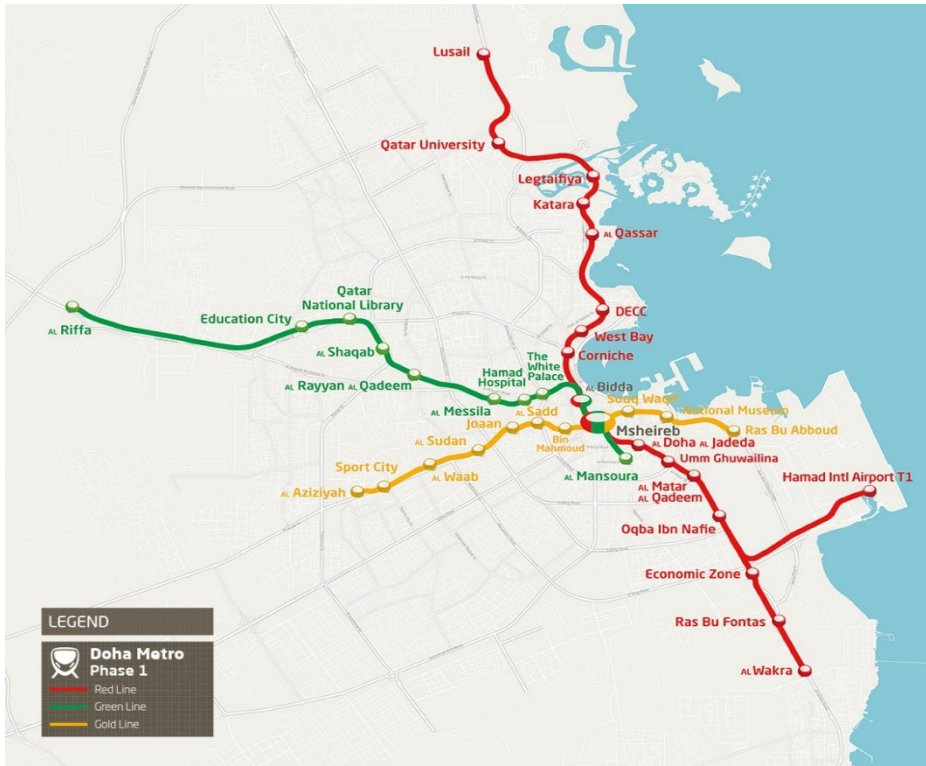 Lusail
Qatar University
Legtaifiya
Katara
AL Qassar
DECC
West Bay
Corniche
AL Bidda
Qatar
National Library
Education City
AL Riffa
AL Shaqab
AL Rayyan AL Qadeem
The
White
Palace
Hamad
Hospital
AL Messila
AL Sadd
Joaan
Souq Waqif
National Museum
Ras Bu Abboud
Msheireb
Bin
Mahmoud
AL Sudan
AL Doha AL Jadeda
Umm Ghuwailina
AL Mansoura
Sport City
AL Waab
AL Aziziyah
AL Matar
AL Qadeem
Hamad Intl Airport T1
Oqba Ibn Nafie
Economic Zone
Ras Bu Fontas
AL Wakra
LEGEND
Doha Metro
Phase 1
Red Line
Green Line
Gold Line